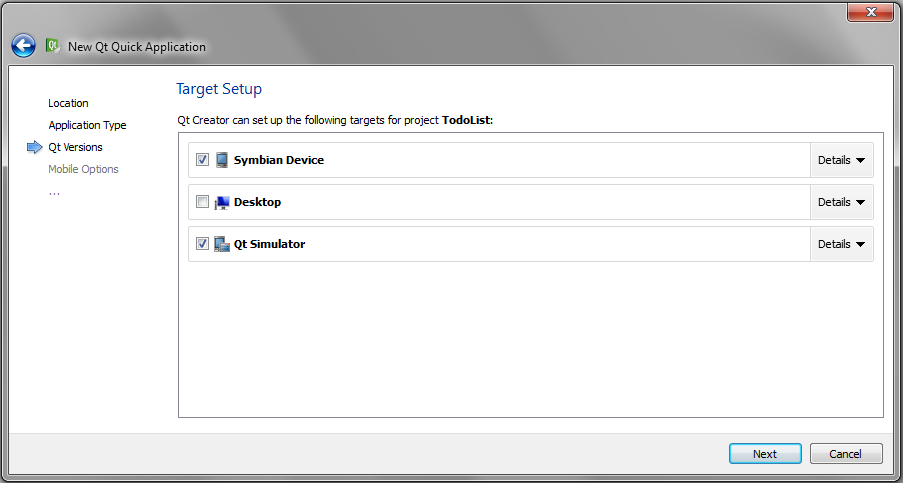 New Qt Quick Application
Target Setup
Location
Application Type
Qt Versions
Mobile Options
...
Qt Creator can set up the following targets for project TodoList:
Symbian Device
Details
Desktop
Details
Qt Simulator
Details
Next
Cancel